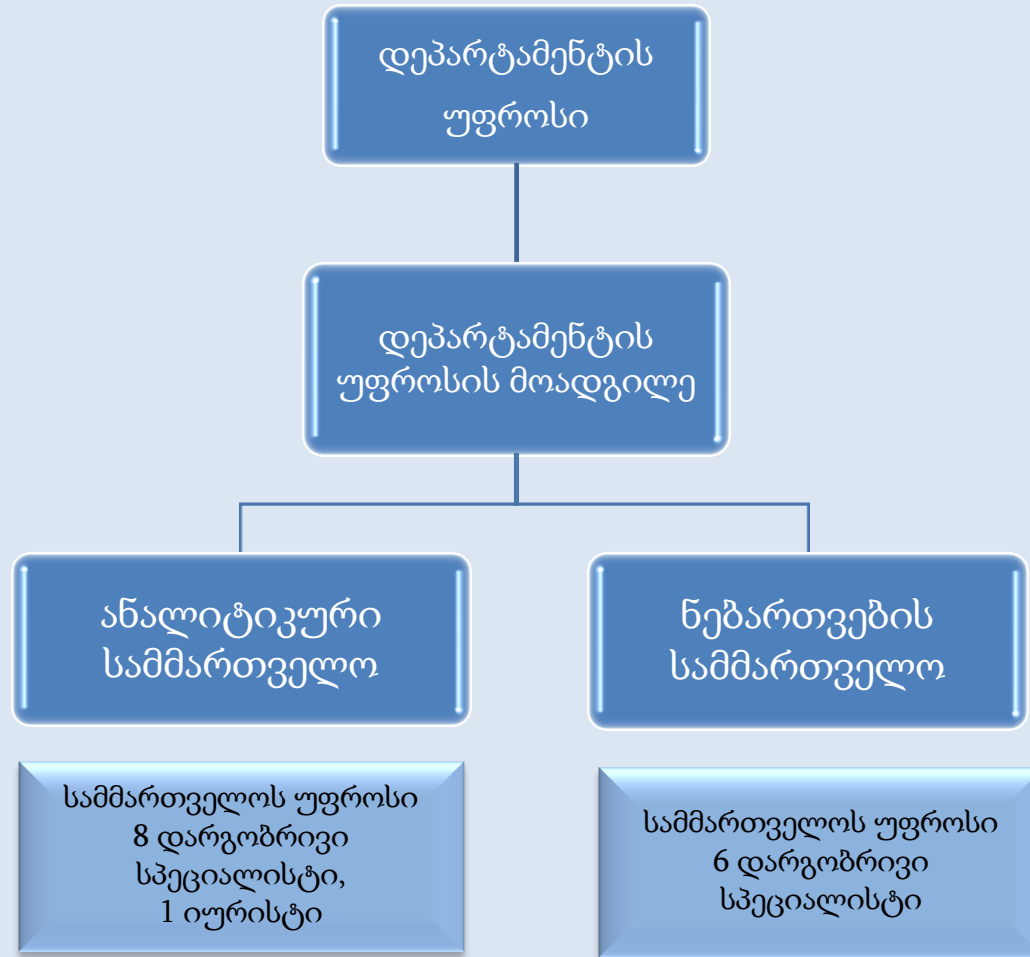 დეპარტამენტის
უფროსი
დეპარტამენტის
უფროსის მოადგილე
ანალიტიკური
სამმართველო
ნებართვების
სამმართველო
სამმართველოს უფროსი
8 დარგობრივი
სპეციალისტი,
1 იურისტი
სამმართველოს უფროსი
6 დარგობრივი
სპეციალისტი